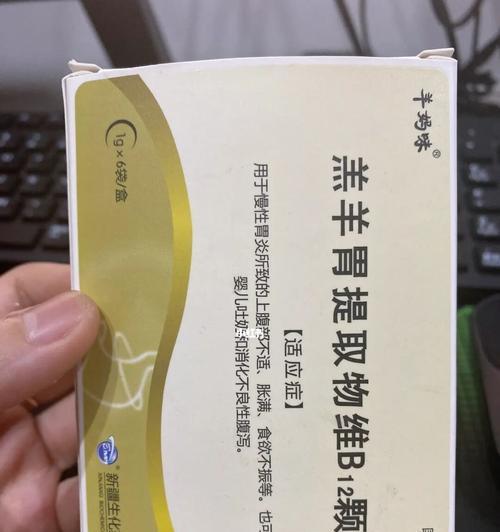 羊妈咪®
羔羊胃提取物维B12颗
【适应症】
用于慢性胃炎所致的上腹部不适、胀满、食欲不振等。也可
婴儿吐奶和消化不良性腹泻。
1g×6袋/盒
新疆生化